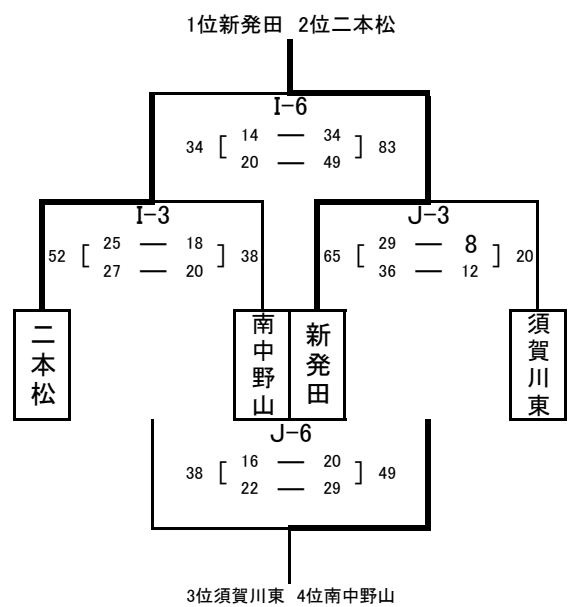 1位新発田 2位二本松
I-6
34 [ 14 ― 34 ] 83
20 ― 49
I-3
52 [ 25 ― 18 ] 38
27 ― 20
J-3
65 [ 29 ― 8 ] 20
36 ― 12
二本松
南中野山
新発田
須賀川東
J-6
38 [ 16 ― 20 ] 49
22 ― 29
3位須賀川東 4位南中野山